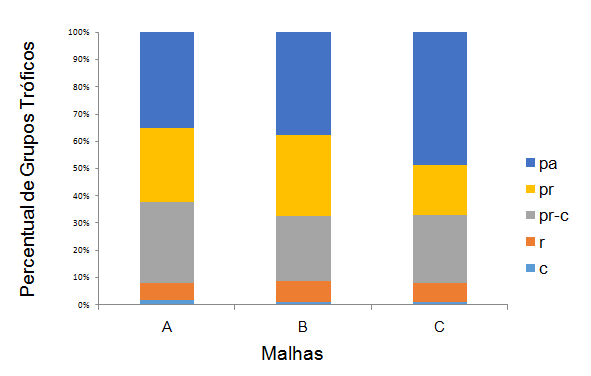 Percentual de Grupos Tróficos
100%
90%
80%
70%
60%
50%
40%
30%
20%
10%
0%
A B C
Malhas
pa
pr
pr-c
r
c